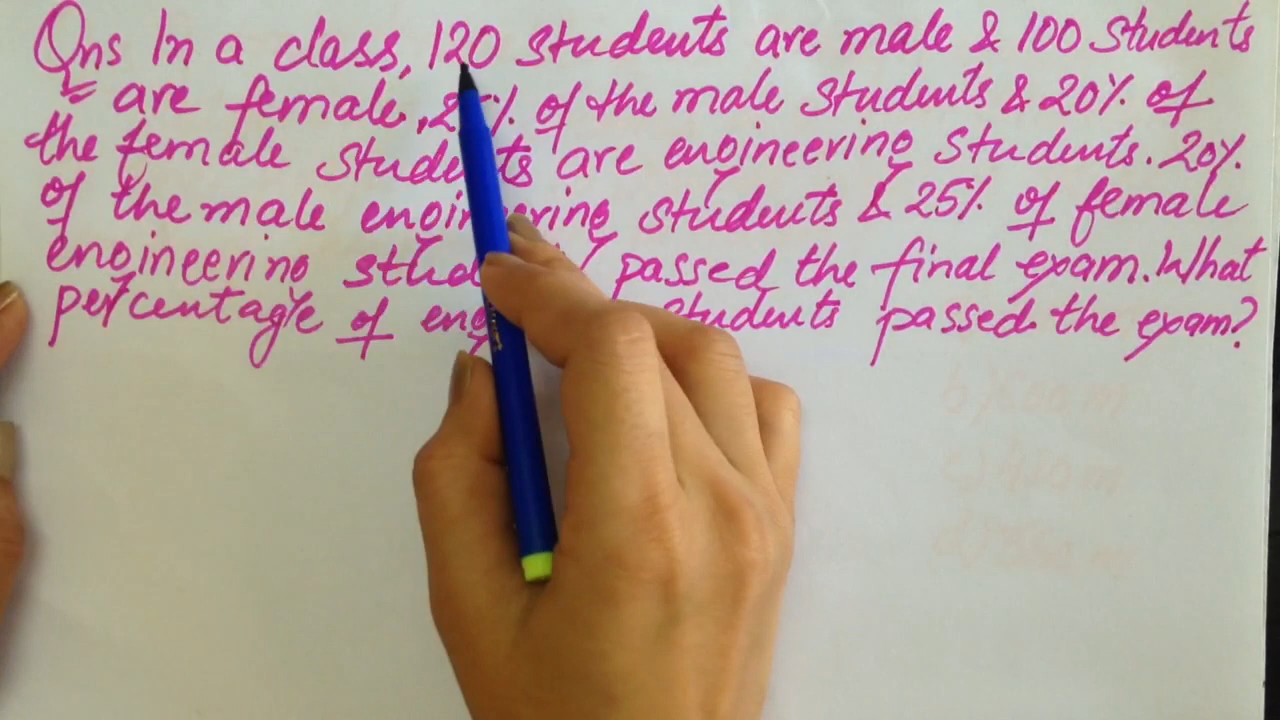 Qns In a class, 120 students are male & 100 students
are female, 25% of the male students & 20% of
the female students are engineering students. 20%
of the male engineering students & 25% of female
engineering passed the final exam. What
percentage of students passed the exam?